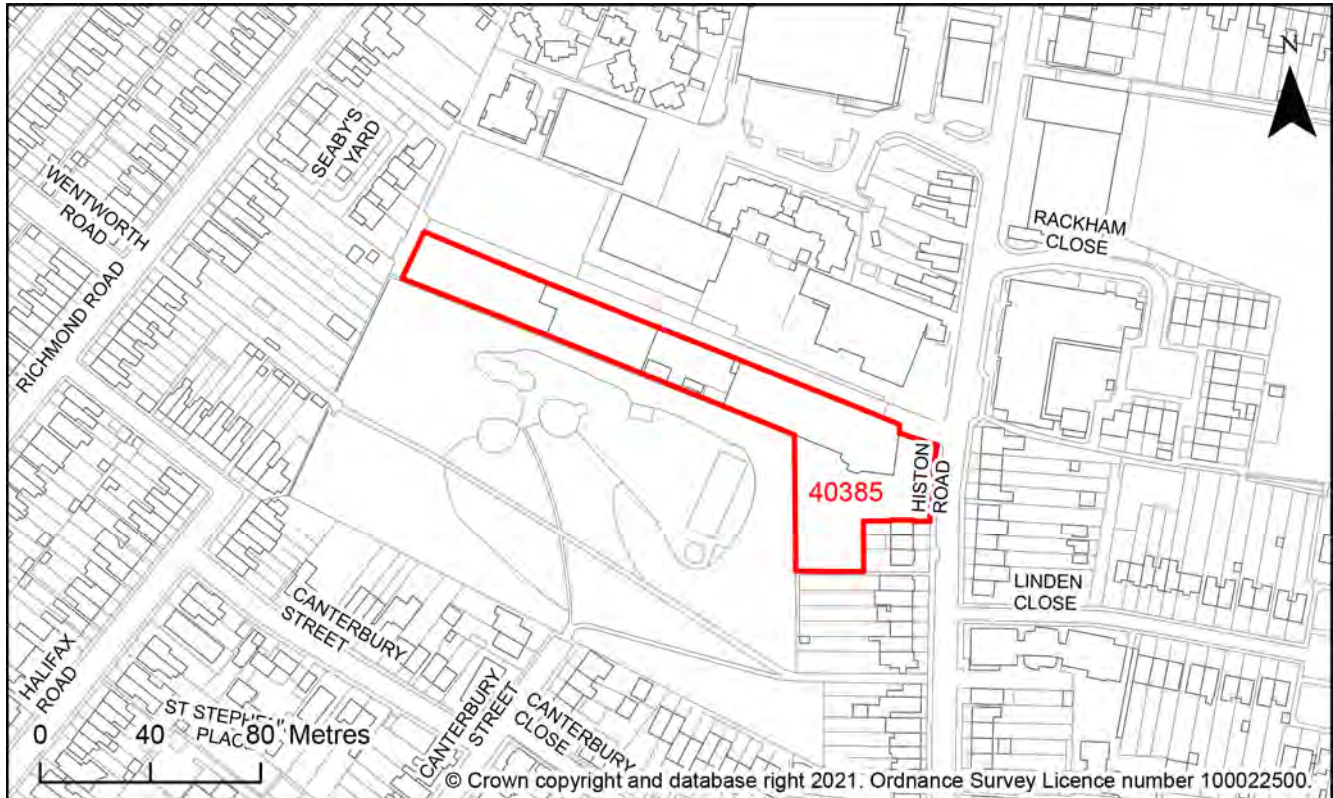 N
SEABY'S
YARD
WENTWORTH
ROAD
RACKHAM
CLOSE
RICHMOND ROAD
HISTON
ROAD
40385
LINDEN
CLOSE
CANTERBURY
STREET
HALIFAX
ROAD
CANTERBURY
STREET
CANTERBURY
CLOSE
ST
PLACE
0 40 80 Metres
© Crown copyright and database right 2021. Ordnance Survey Licence number 100022500.